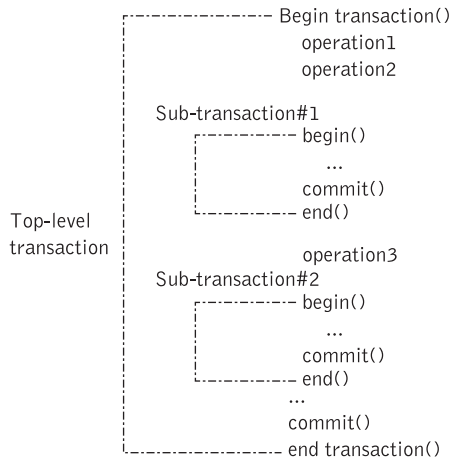 Begin transaction()
operation1
operation2
Sub-transaction#1
begin()
...
commit()
end()
Top-level
transaction
operation3
Sub-transaction#2
begin()
...
commit()
end()
...
commit()
end transaction()